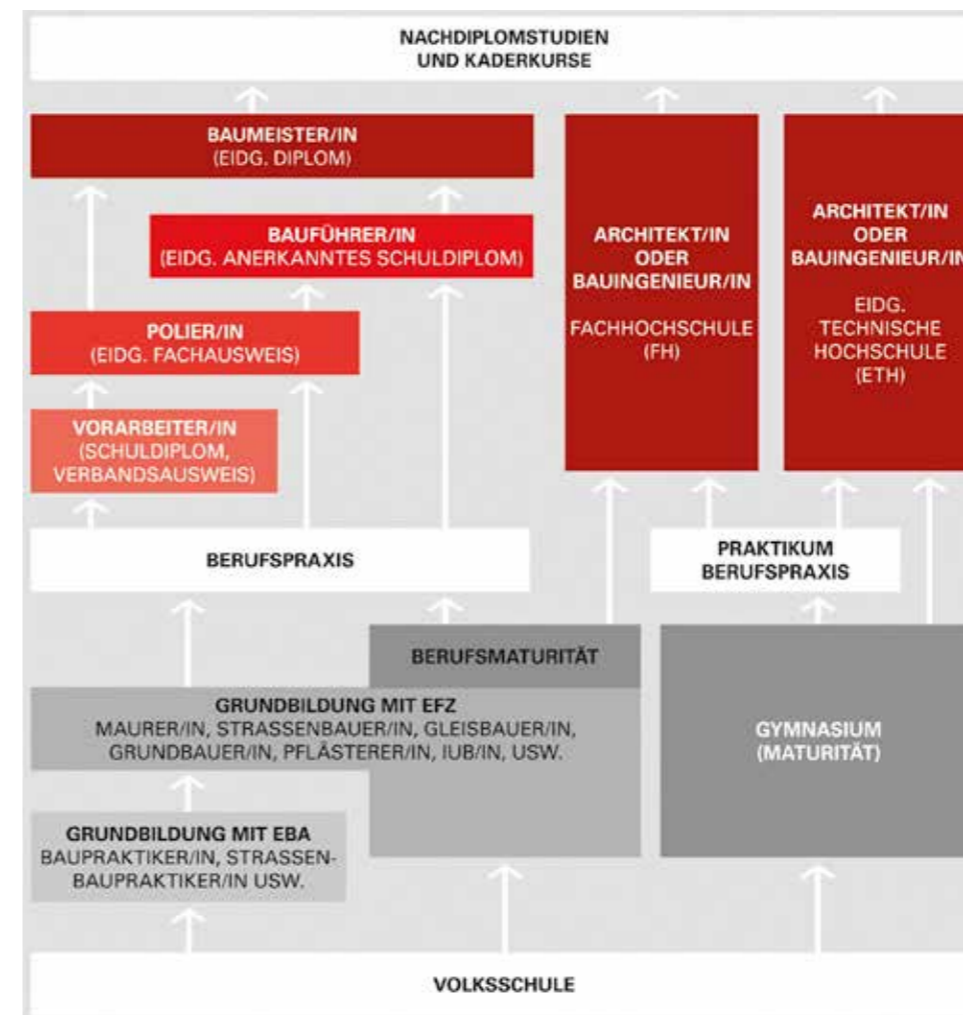 NACHDIPLOMSTUDIEN
UND KADERKURSE
BAUMEISTER/IN
(EIDG. DIPLOM)
BAUFÜHRER/IN
(EIDG. ANERKANNTES SCHULDIPLOM)
POLIER/IN
(EIDG. FACHAUSWEIS)
VORARBEITER/IN
(SCHULDIPLOM,
VERBANDSAUSWEIS)
ARCHITEKT/IN
ODER
BAUINGENIEUR/IN
FACHHOCHSCHULE
(FH)
ARCHITEKT/IN
ODER
BAUINGENIEUR/IN
EIDG.
TECHNISCHE
HOCHSCHULE
(ETH)
BERUFSPRAXIS
PRAKTIKUM
BERUFSPRAXIS
BERUFSMATURITÄT
GRUNDBILDUNG MIT EFZ
MAURER/IN, STRASSENBAUER/IN, GLEISBAUER/IN,
GRUNDBAUER/IN, PFLÄSTERER/IN, IUB/IN, USW.
GYMNASIUM
(MATURITÄT)
GRUNDBILDUNG MIT EBA
BAUPRAKTIKER/IN, STRASSEN-
BAUPRAKTIKER/IN USW.
VOLKSSCHULE